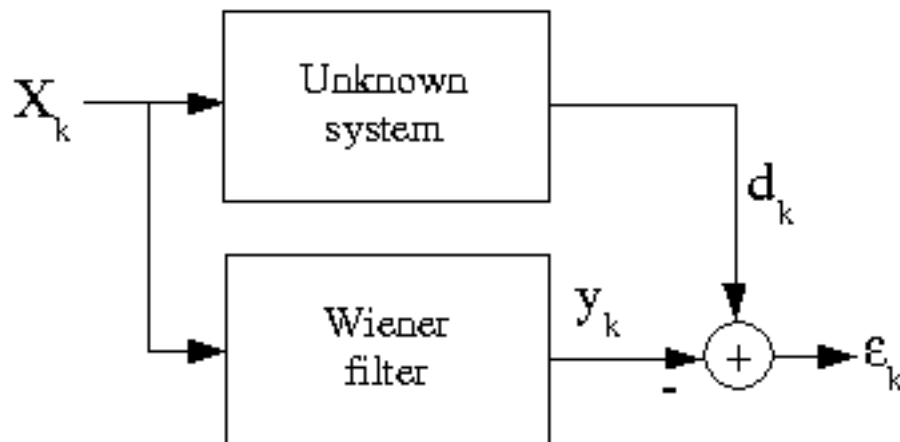 Unknown
system
X_k
d_k
Wiener
filter
y_k
+
-
ε_k